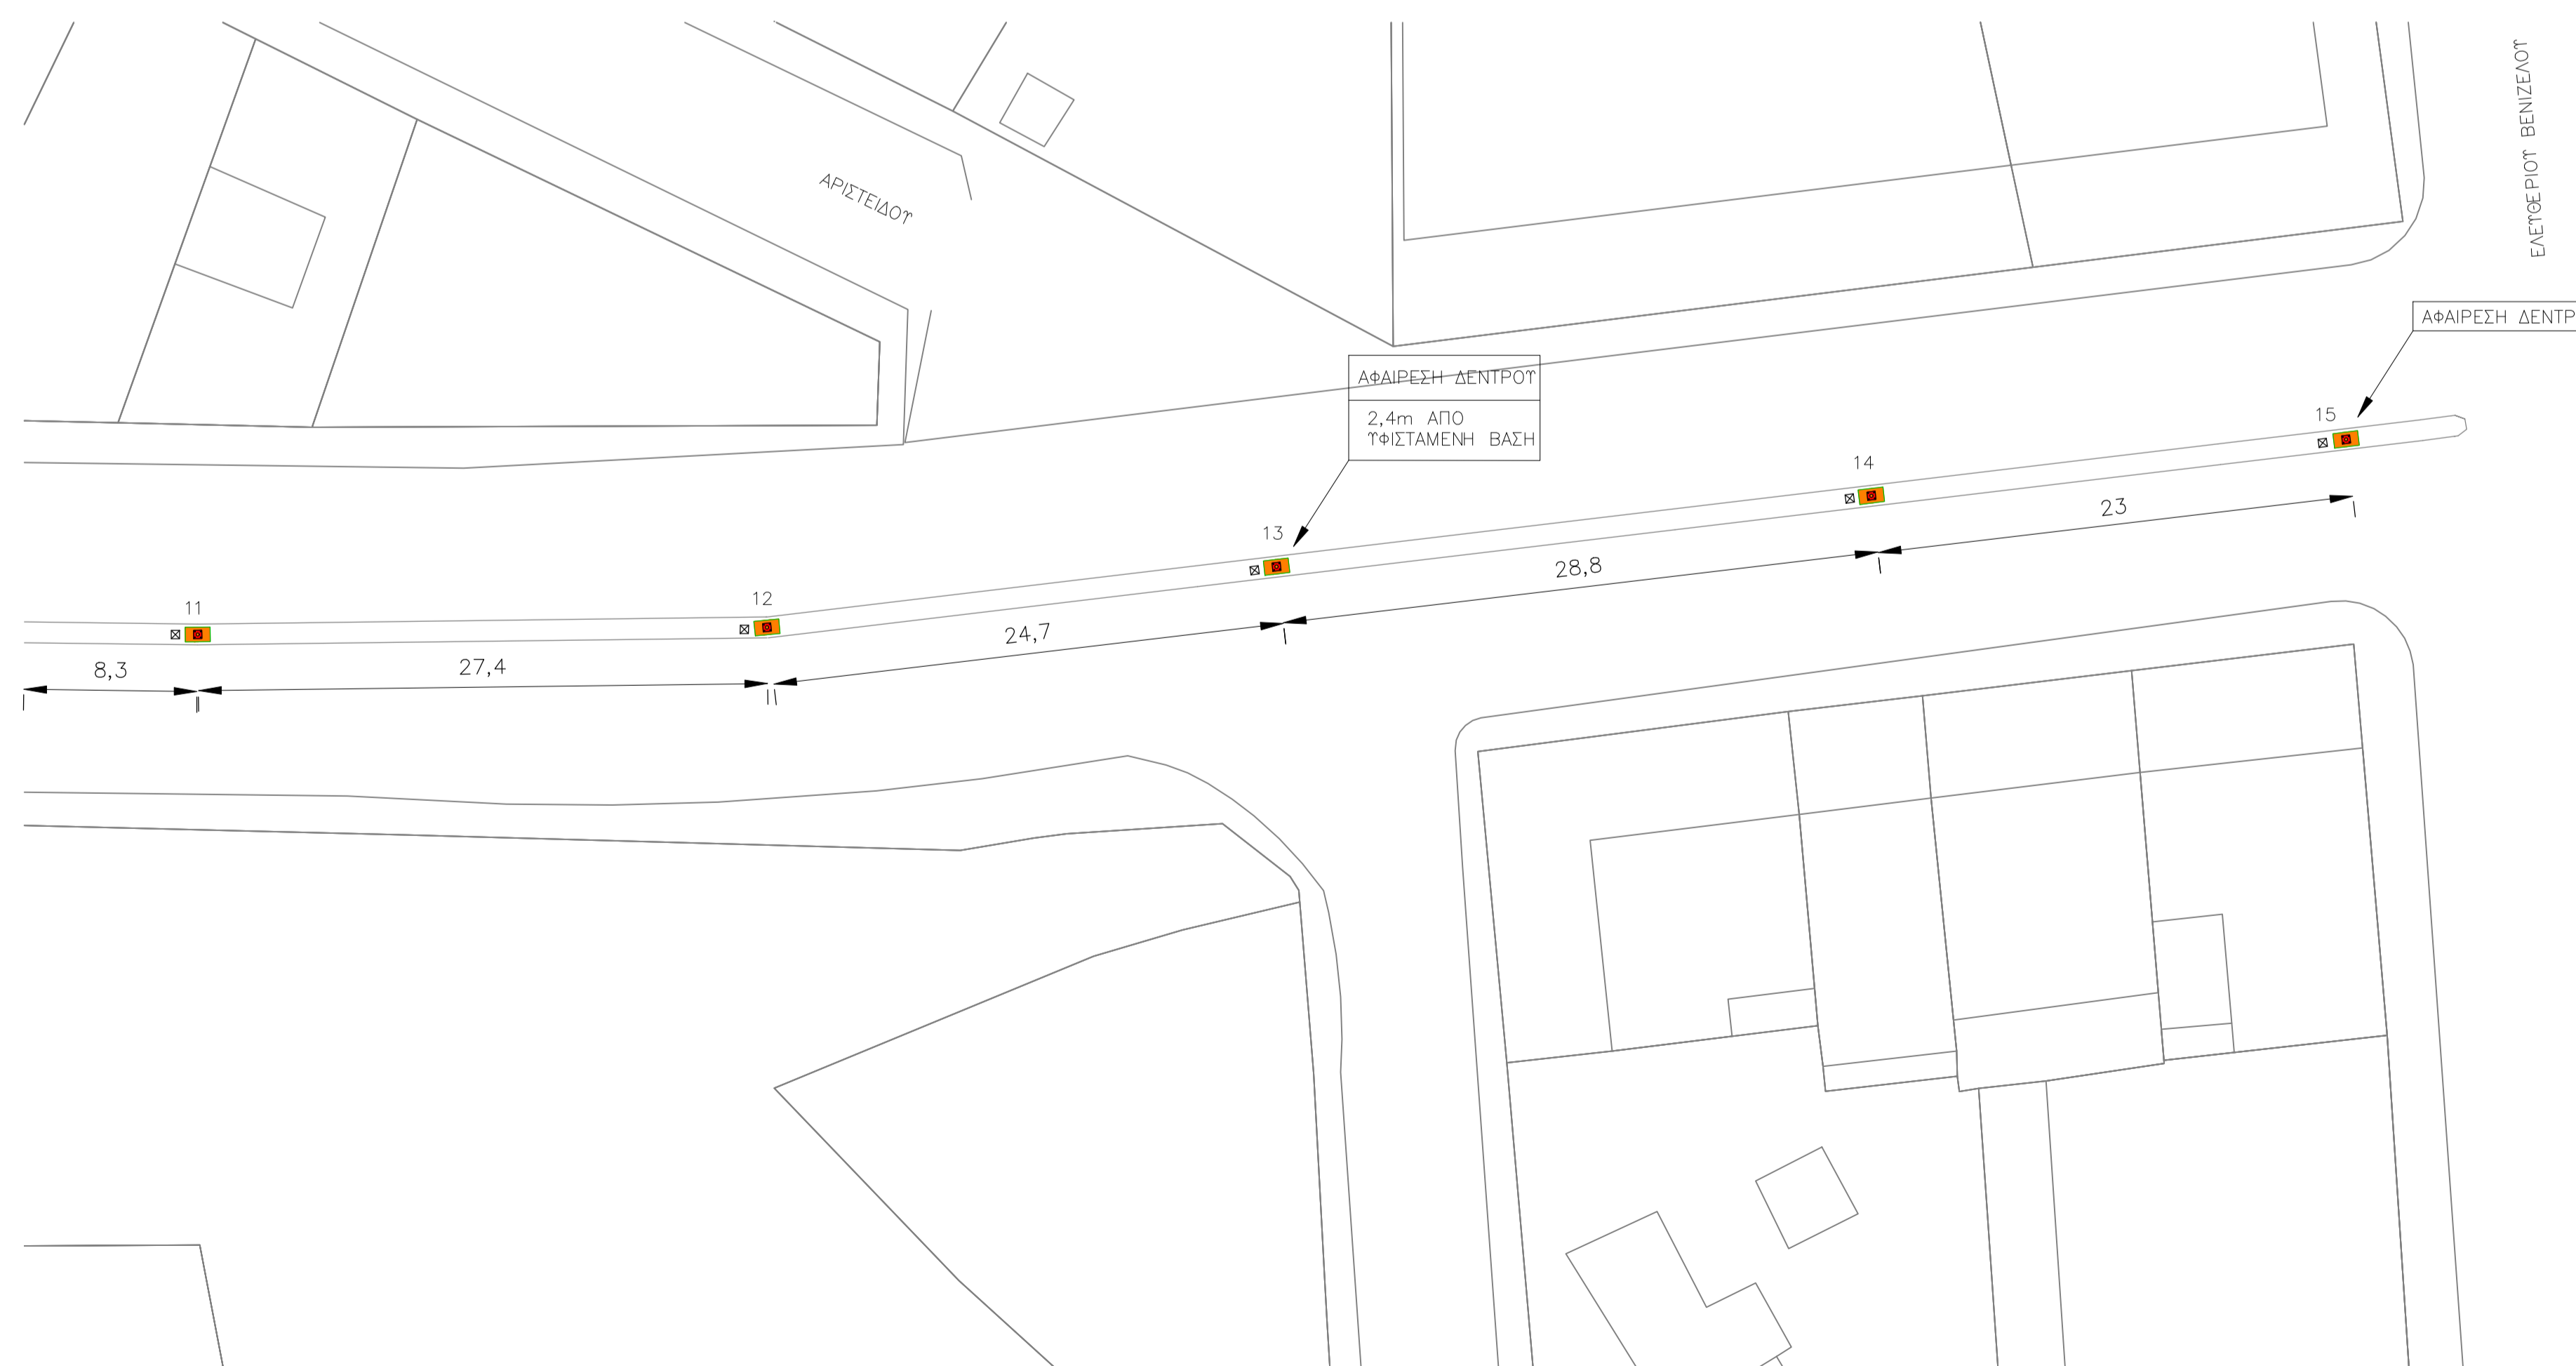 ΑΡΙΣΤΕΙΔΟΥ
ΕΛΕΥΘΕΡΙΟΥ ΒΕΝΙΖΕΛΟΥ
ΑΦΑΙΡΕΣΗ ΔΕΝΤΡ
ΑΦΑΙΡΕΣΗ ΔΕΝΤΡΟΥ
2,4m ΑΠΟ
ΥΦΙΣΤΑΜΕΝΗ ΒΑΣΗ
15
14
13
12
11
23
28,8
24,7
27,4
8,3